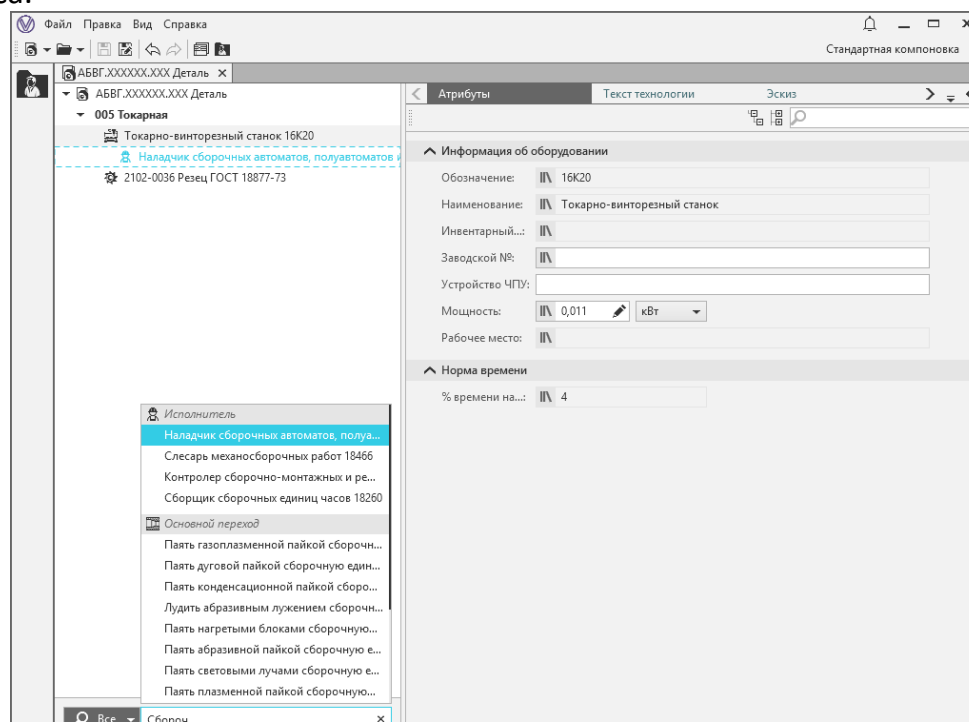 Файл Правка Вид Справка
Стандартная компоновка
АБВГ.XXXXXX.XXX Деталь
АБВГ.XXXXXX.XXX Деталь
005 Токарная
Токарно-винторезный станок 16К20
Наладчик сборочных автоматов, полуавтоматов и
2102-0036 Резец ГОСТ 18877-73
Исполнитель
Наладчик сборочных автоматов, полуа...
Слесарь механосборочных работ 18466
Контролер сборочно-монтажных и ре...
Сборщик сборочных единиц часов 18260
Основной переход
Паять газоплазменной пайкой сборочн...
Паять дуговой пайкой сборочную един...
Паять конденсационной пайкой сборо...
Лудить абразивным лужением сборочн...
Паять нагретыми блоками сборочную...
Паять абразивной пайкой сборочную е...
Паять световыми лучами сборочную е...
Паять плазменной пайкой сборочную...
Все Сбороч
Атрибуты Текст технологии Эскиз
Информация об оборудовании
Обозначение: 16К20
Наименование: Токарно-винторезный станок
Инвентарный...:
Заводской №:
Устройство ЧПУ:
Мощность: 0,011 кВт
Рабочее место:
Норма времени
% времени на...: 4